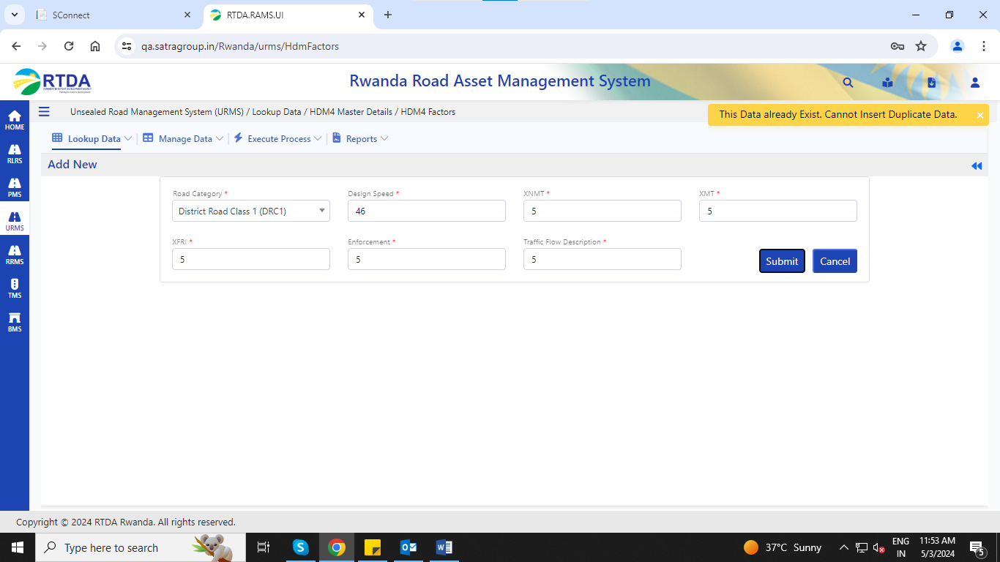 SConnect
RTDA.RAMS.UI
qa.satragroup.in/Rwanda/urms/HdmFactors
RTDA
Rwanda Road Asset Management System
HOME
RLRS
PMS
URMS
RRMS
TMS
BMS
Unsealed Road Management System (URMS) / Lookup Data / HDM4 Master Details / HDM4 Factors
This Data already Exist. Cannot Insert Duplicate Data.
Lookup Data
Manage Data
Execute Process
Reports
Add New
Road Category *
Design Speed *
XNMT *
XMT *
District Road Class 1 (DRC1)
46
5
5
XFRI *
Enforcement *
Traffic Flow Description *
5
5
5
Submit
Cancel
Copyright © 2024 RTDA Rwanda. All rights reserved.
Type here to search
37°C Sunny
ENG
IN
11:53 AM
5/3/2024
5